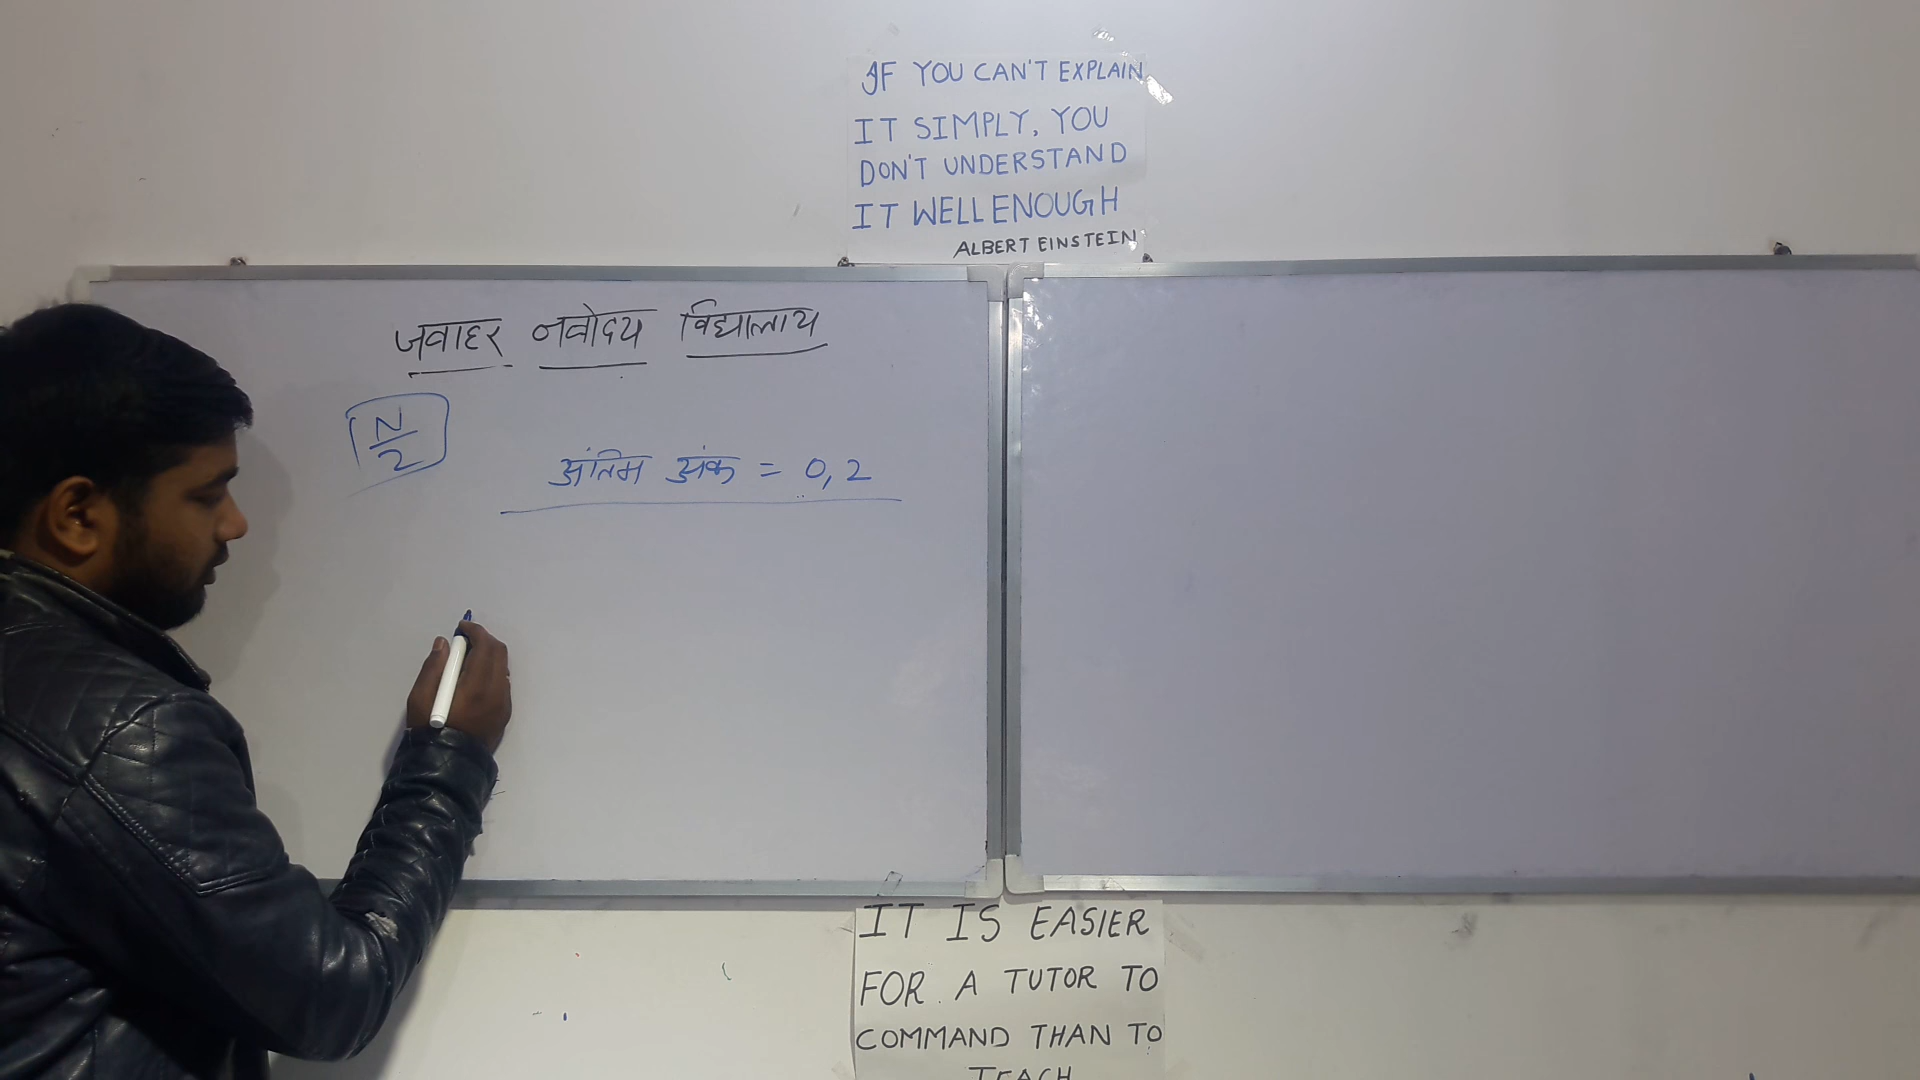 IF YOU CAN'T EXPLAIN
IT SIMPLY, YOU
DON'T UNDERSTAND
IT WELL ENOUGH
ALBERT EINSTEIN
जवाहर नवोदय विद्यालय
N
2
अंतिम अंक = 0, 2
IT IS EASIER
FOR A TUTOR TO
COMMAND THAN TO
TEACH